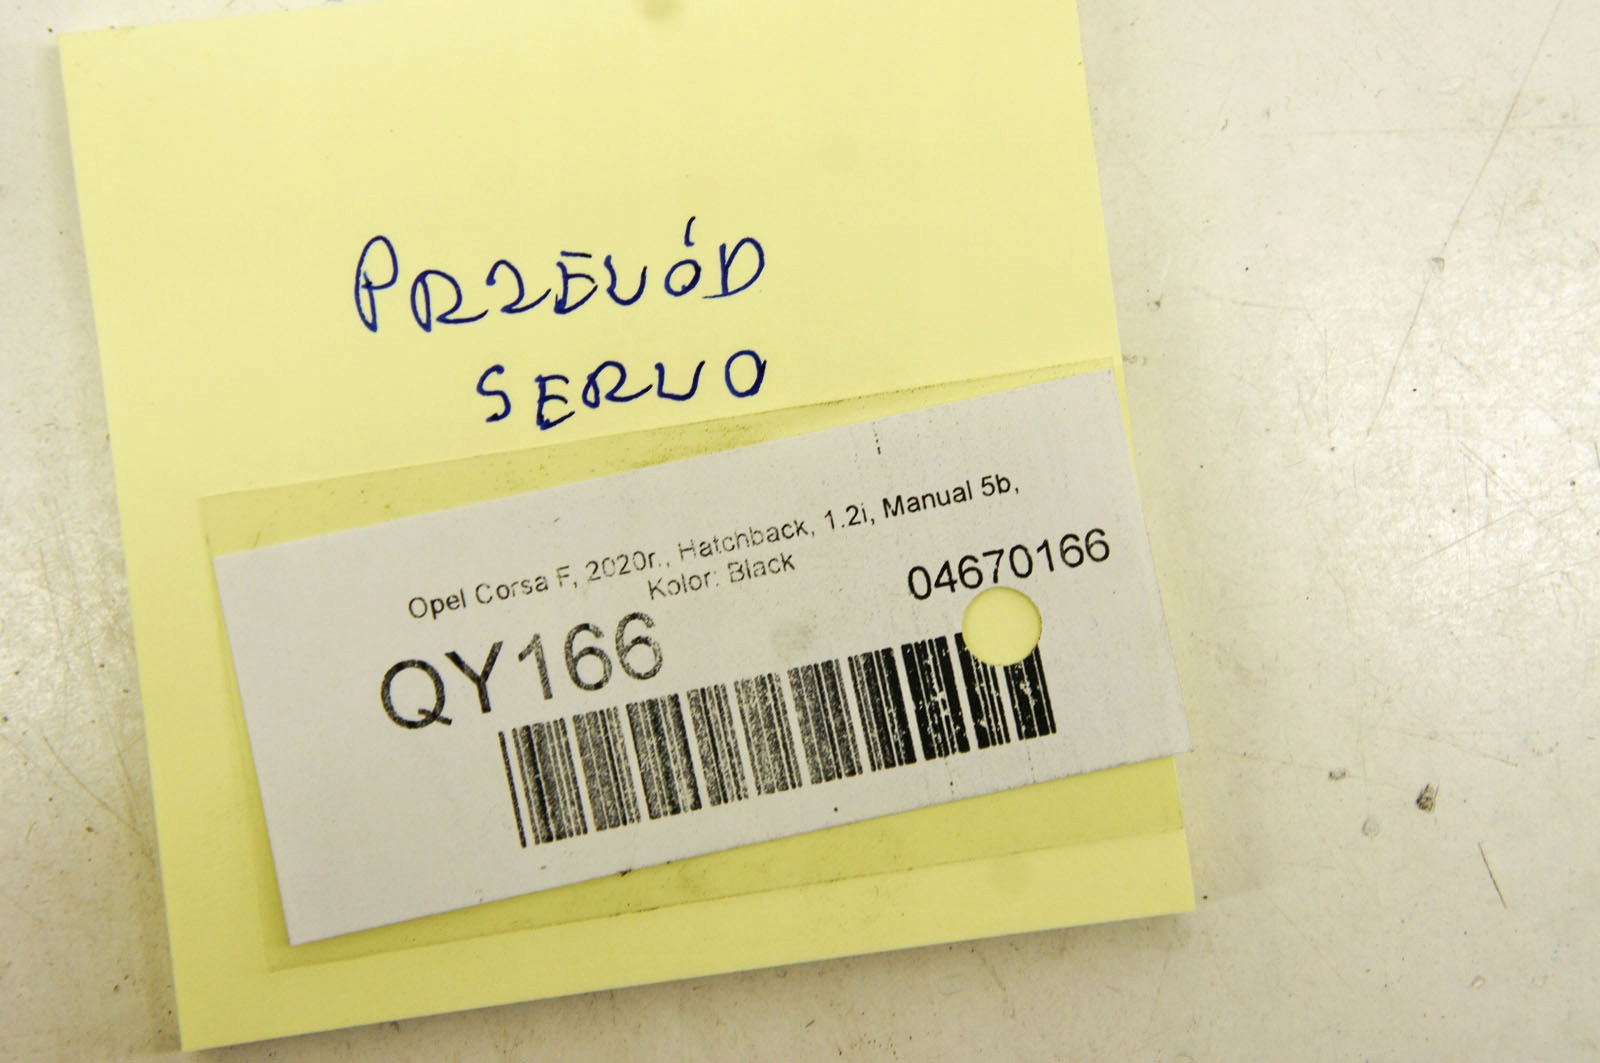 PRZEWÓD
SERVO
Opel Corsa F, 2020r., Hatchback, 1.2i, Manual 5b,
Kolor: Black
04670166
QY166